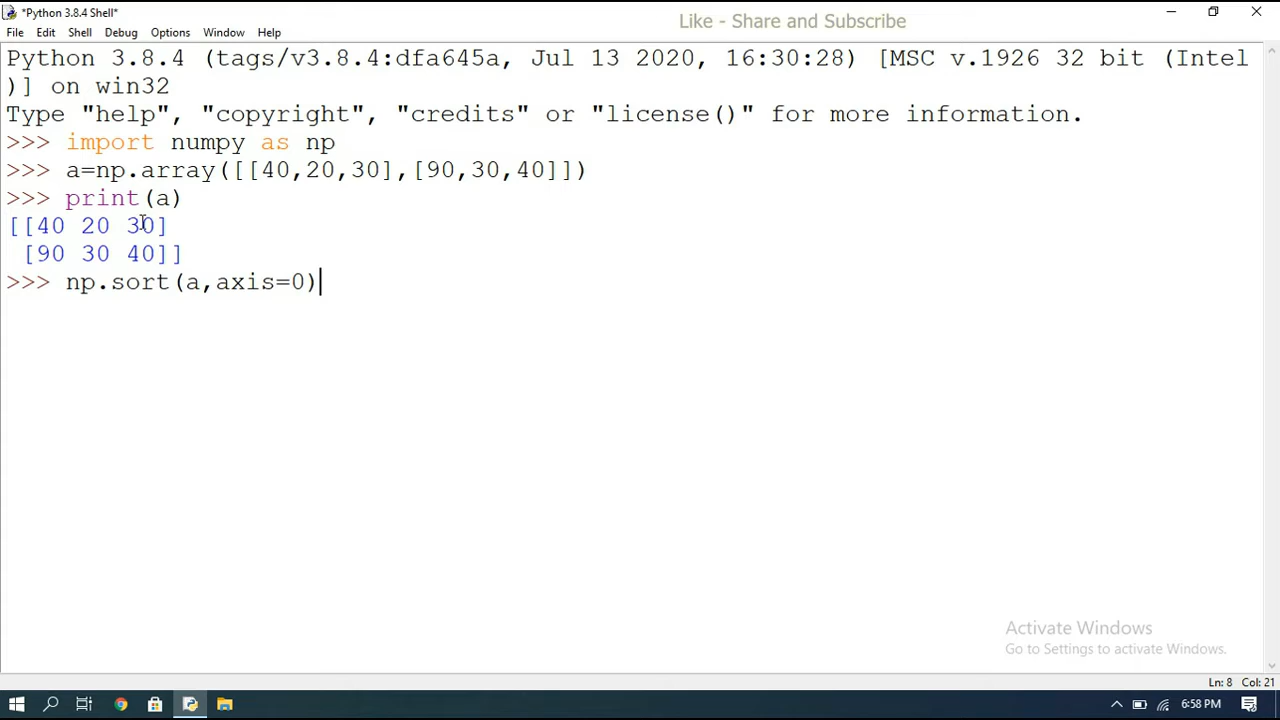 *Python 3.8.4 Shell*
Like - Share and Subscribe
File Edit Shell Debug Options Window Help
Python 3.8.4 (tags/v3.8.4:dfa645a, Jul 13 2020, 16:30:28) [MSC v.1926 32 bit (Intel
)] on win32
Type "help", "copyright", "credits" or "license()" for more information.
>>> import numpy as np
>>> a=np.array([[40,20,30],[90,30,40]])
>>> print(a)
[[40 20 30]
 [90 30 40]]
>>> np.sort(a,axis=0)
Activate Windows
Go to Settings to activate Windows.
Ln: 8 Col: 21
6:58 PM